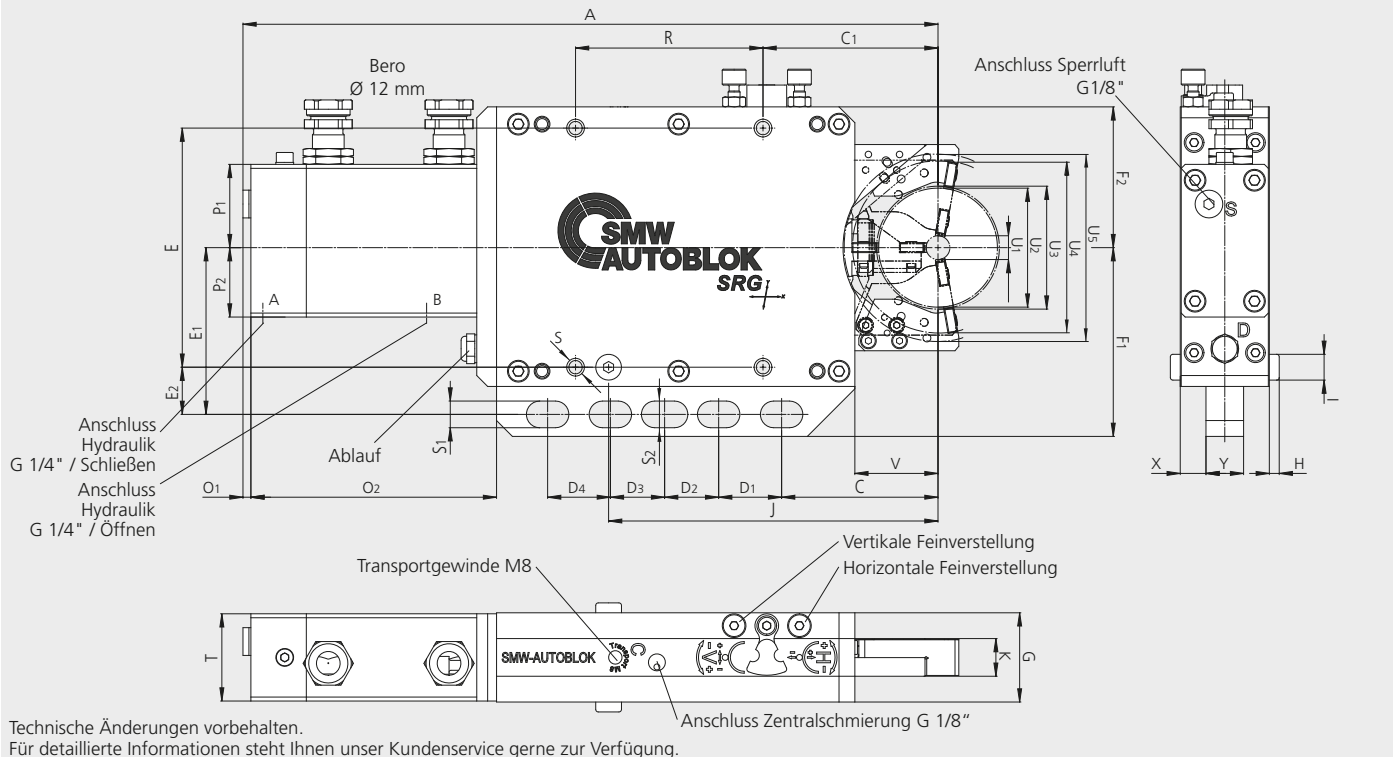 A
R
C1
Bero
Ø 12 mm
Anschluss Sperrluft
G1/8"
E
P1
P2
E1
E2
A
B
SMW
AUTOBLOK
SRG
x
S
U1
U2
U3
U4
U5
F2
F1
S
D
I
Anschluss
Hydraulik
G 1/4" / Schließen
Anschluss
Hydraulik
G 1/4" / Öffnen
Ablauf
S1
S2
V
O1
O2
D4
D3
D2
D1
C
J
X
Y
H
Transportgewinde M8
Vertikale Feinverstellung
Horizontale Feinverstellung
T
SMW-AUTOBLOK
Transport
M8
C
- V +
+ H -
K
G
Anschluss Zentralschmierung G 1/8“
Technische Änderungen vorbehalten.
Für detaillierte Informationen steht Ihnen unser Kundenservice gerne zur Verfügung.